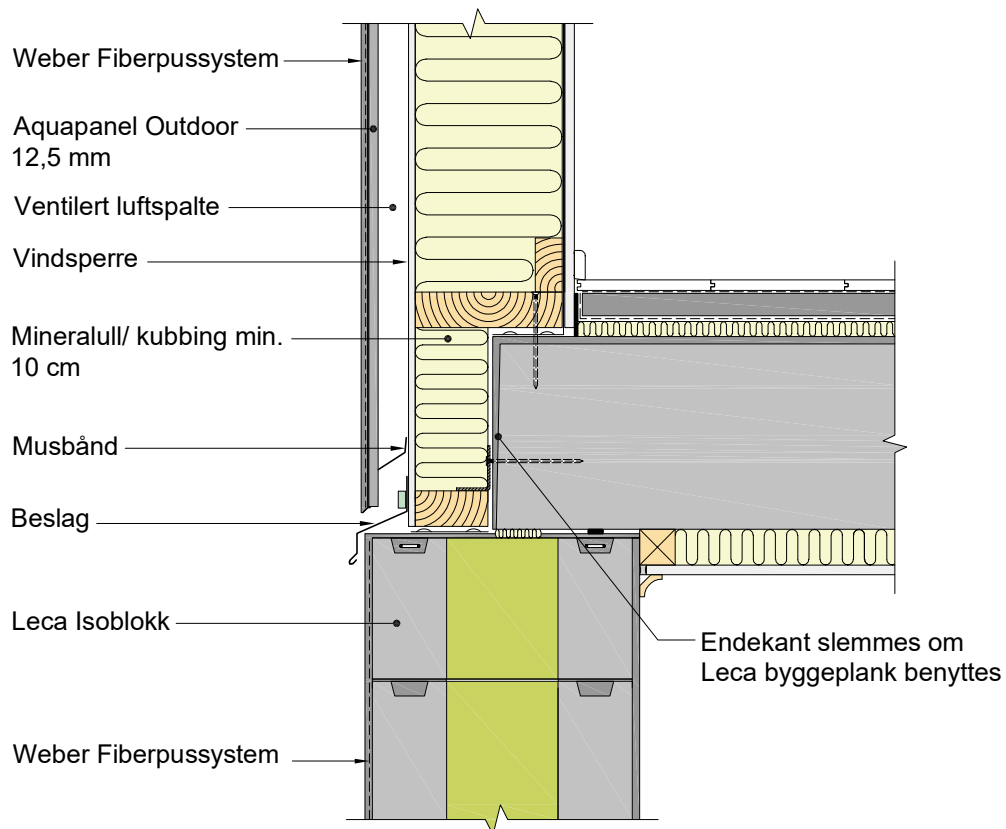 Weber Fiberpussystem
Aquapanel Outdoor
12,5 mm
Ventilert luftspalte
Vindsperre
Mineralull/ kubbing min.
10 cm
Musbånd
Beslag
Leca Isoblokk
Endekant slemmes om
Leca byggeplank benyttes
Weber Fiberpussystem